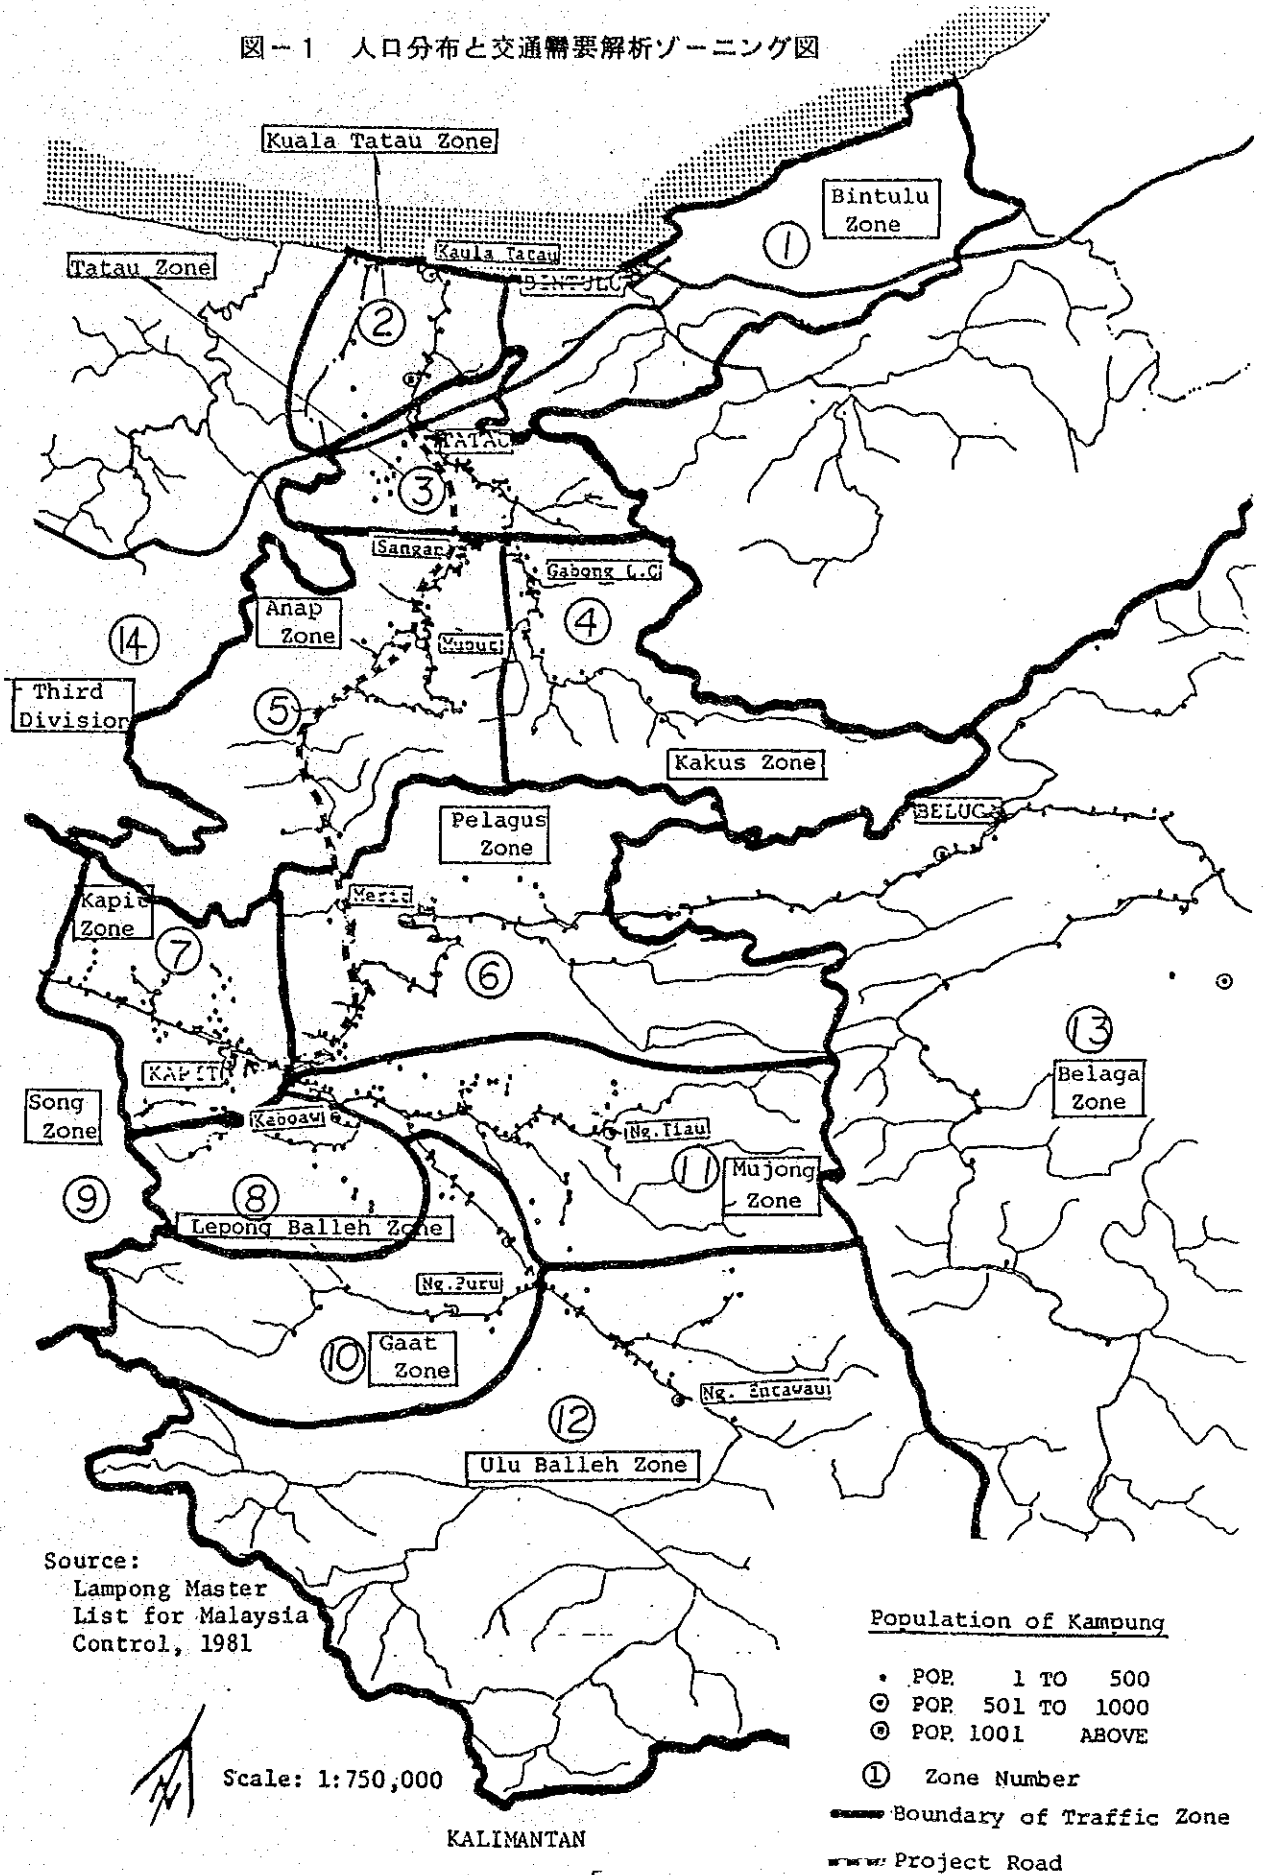 図－1 人口分布と交通需要解析ゾーニング図
Kuala Tatau Zone
Bintulu
Zone
1
Tatau Zone
Kaula Tatau
BINTULU
2
TATAU
3
Sangan
Gabong L.C
Anap
Zone
4
14
Muput
Third
Division
5
Kakus Zone
Pelagus
Zone
Kapit
Zone
Merit
7
6
13
KAPIT
Belaga
Zone
Song
Zone
Ng.Tiau
11
Mujong
Zone
9
8
Lepong Balleh Zone
10
Gaat
Zone
12
Ulu Balleh Zone
Source:
Lampong Master
List for Malaysia
Control, 1981
Population of Kampung
POP. 1 TO 500
POP. 501 TO 1000
POP. 1001 ABOVE
1 Zone Number
Boundary of Traffic Zone
Project Road
Scale: 1:750,000
KALIMANTAN